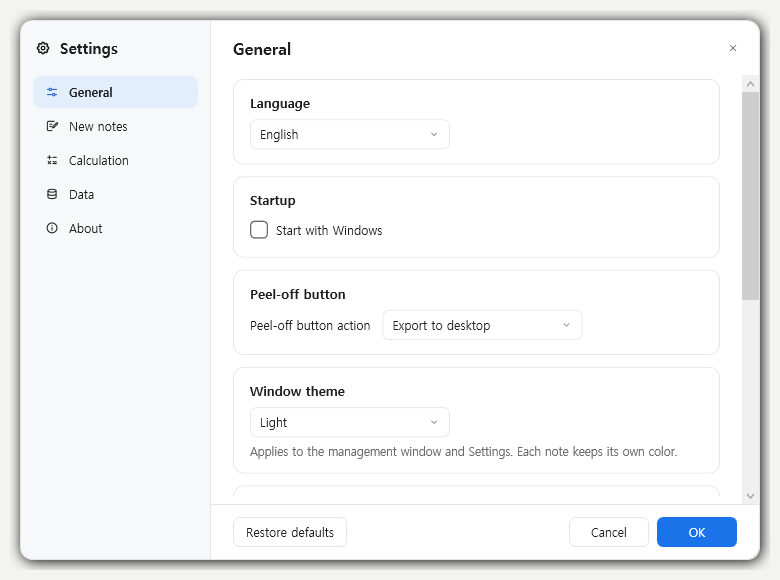 Settings
General
New notes
Calculation
Data
About
General
Language
English
Startup
Start with Windows
Peel-off button
Peel-off button action
Export to desktop
Window theme
Light
Applies to the management window and Settings. Each note keeps its own color.
Restore defaults
Cancel
OK